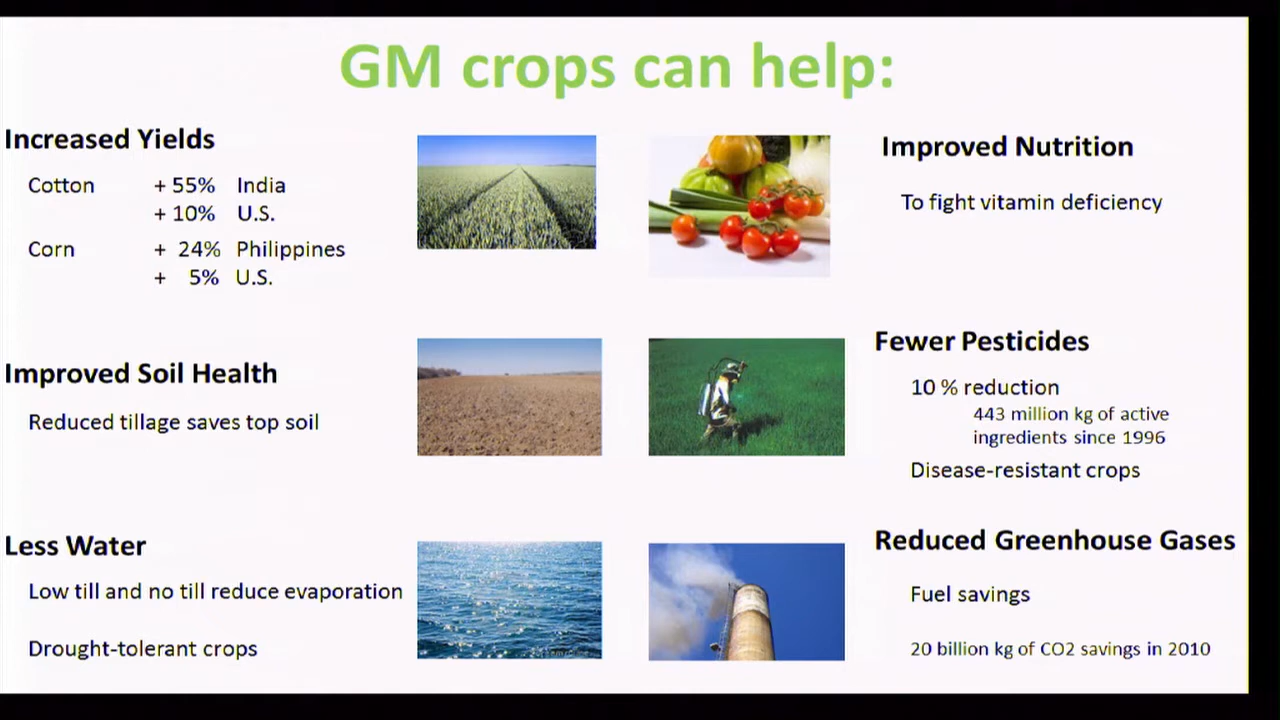 GM crops can help:
Increased Yields
Cotton + 55% India
+ 10% U.S.
Corn + 24% Philippines
+ 5% U.S.
Improved Soil Health
Reduced tillage saves top soil
Less Water
Low till and no till reduce evaporation
Drought-tolerant crops
Improved Nutrition
To fight vitamin deficiency
Fewer Pesticides
10 % reduction
443 million kg of active
ingredients since 1996
Disease-resistant crops
Reduced Greenhouse Gases
Fuel savings
20 billion kg of CO2 savings in 2010